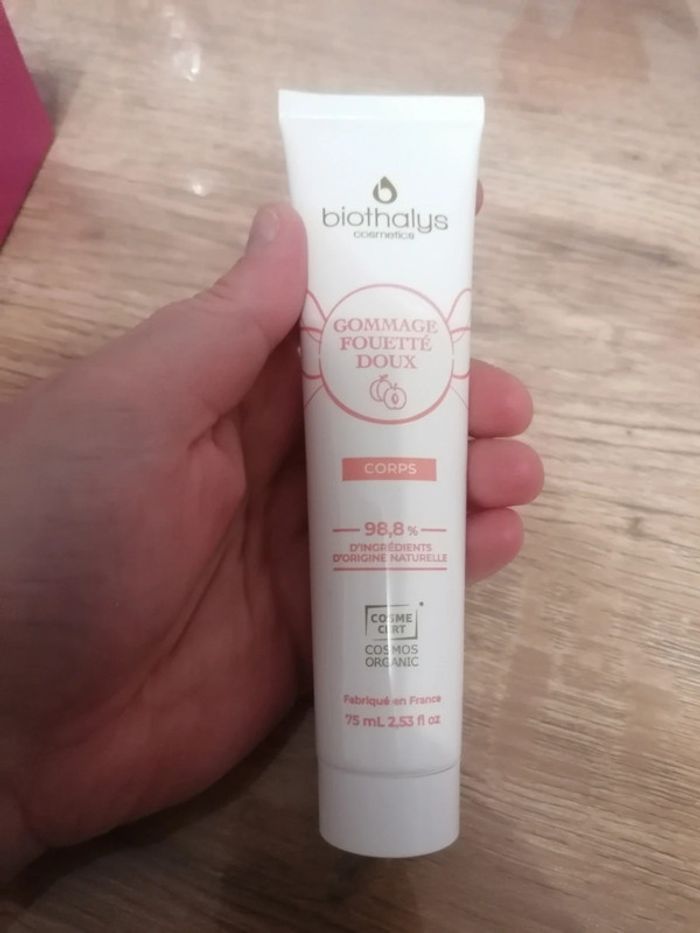 biothalys
cosmetics
GOMMAGE
FOUETTÉ
DOUX
CORPS
98,8 %
D'INGRÉDIENTS
D'ORIGINE NATURELLE
COSME
CERT
COSMOS
ORGANIC
Fabriqué en France
75 mL 2,53 fl oz